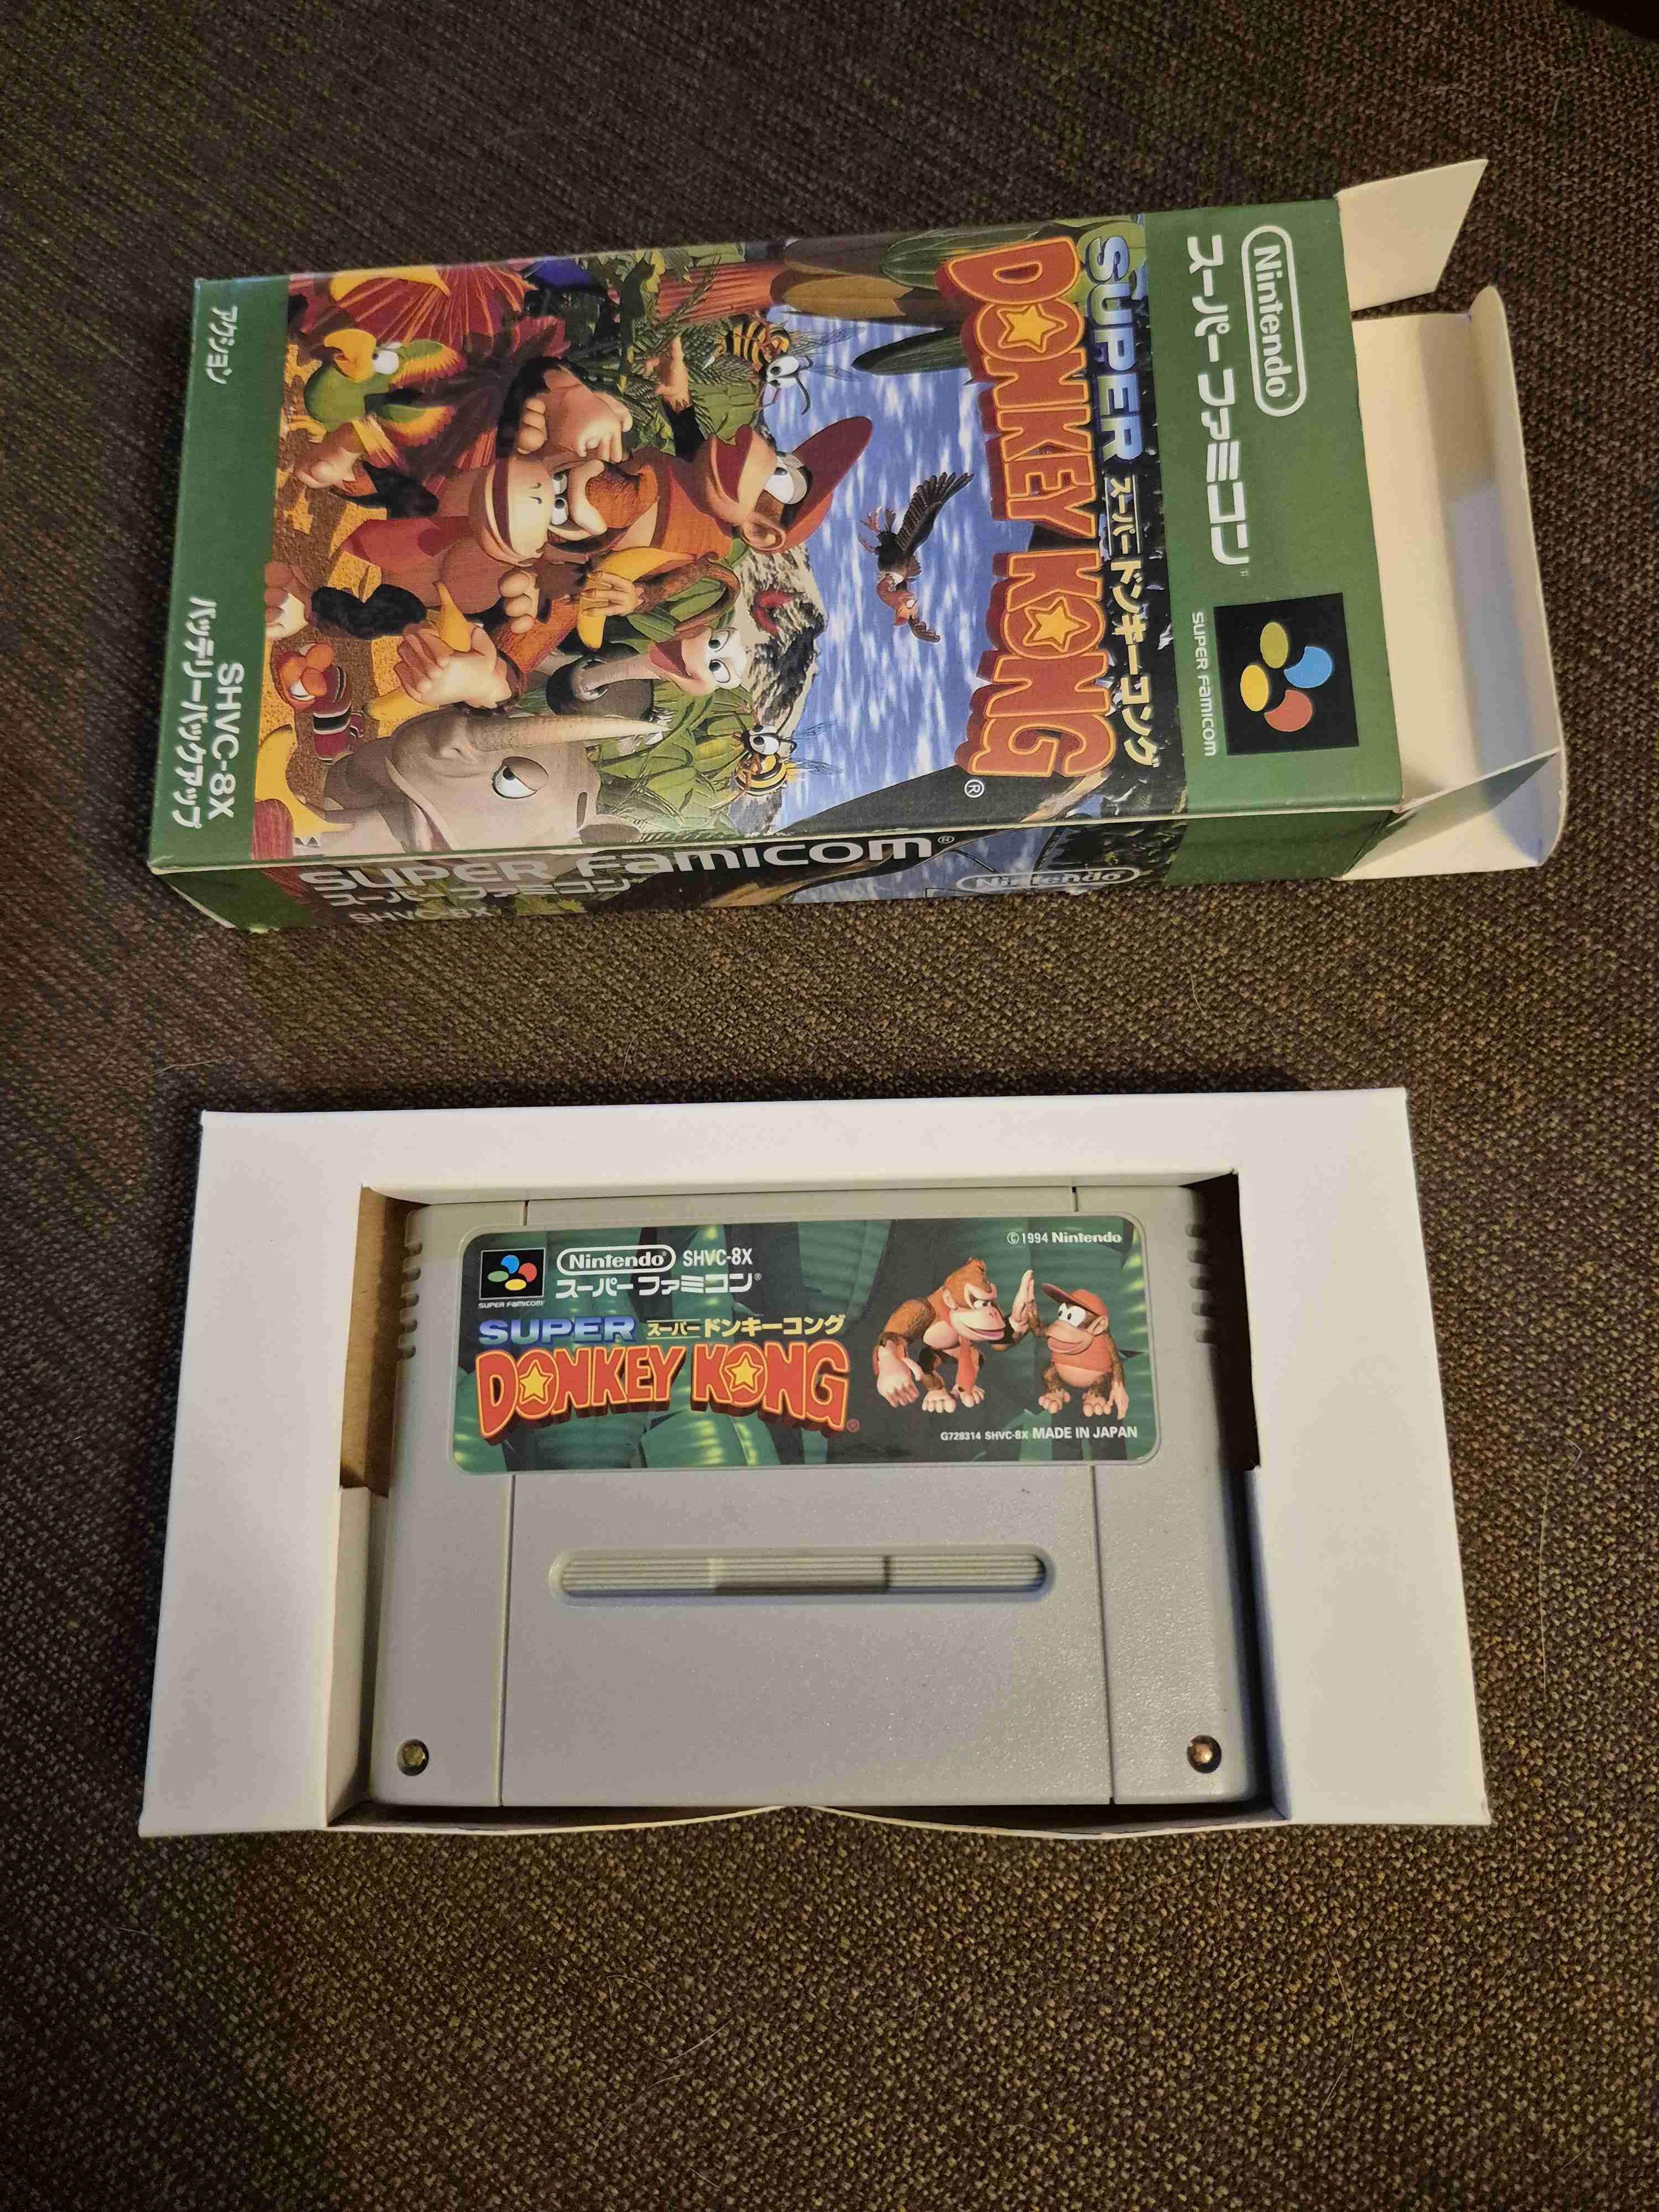 Nintendo®
スーパーファミコン
SUPER FAMICOM
SUPER スーパードンキーコング
DONKEY KONG®
アクション
SHVC-8X
バッテリーバックアップ
SUPER FAMICOM®
スーパーファミコン
SHVC-8X
Nintendo
©1994 Nintendo
Nintendo® SHVC-8X
スーパーファミコン®
SUPER FAMICOM
SUPER スーパードンキーコング
DONKEY KONG®
G728314 SHVC-8X MADE IN JAPAN